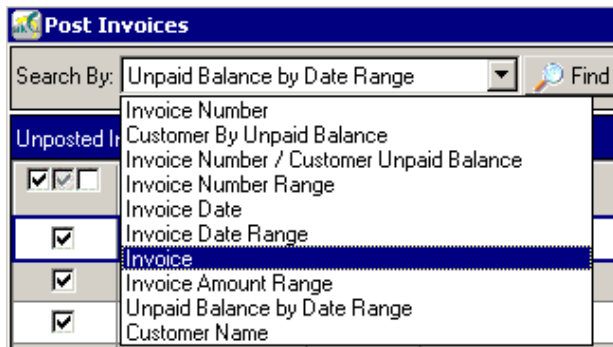 Post Invoices
Search By: Unpaid Balance by Date Range Find
Invoice Number
Unposted In Customer By Unpaid Balance
Invoice Number / Customer Unpaid Balance
Invoice Number Range
Invoice Date
Invoice Date Range
Invoice
Invoice Amount Range
Unpaid Balance by Date Range
Customer Name